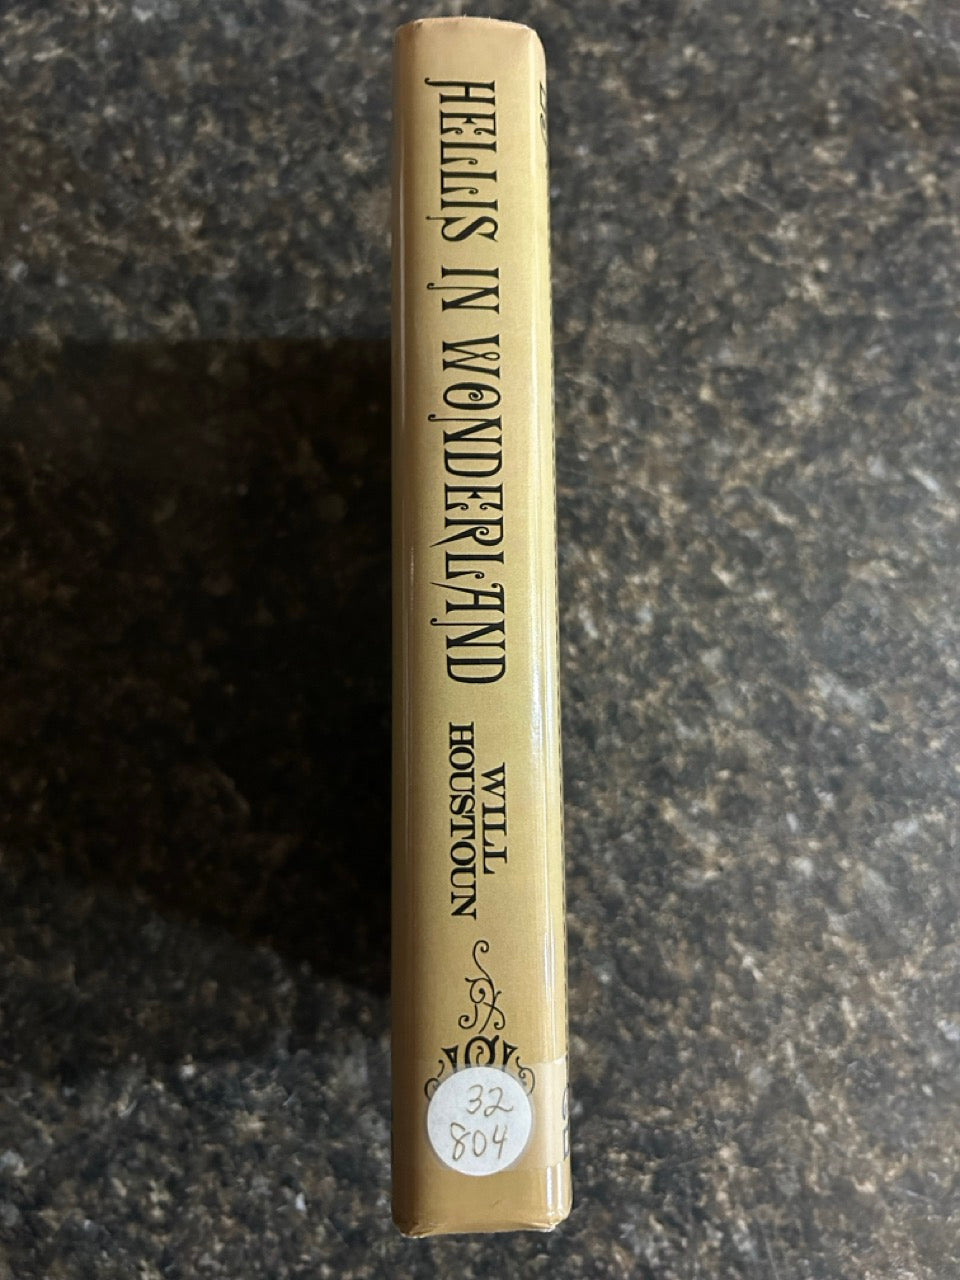 HELLIS IN WONDERLAND
WILL
HOUSTOUN
32
804